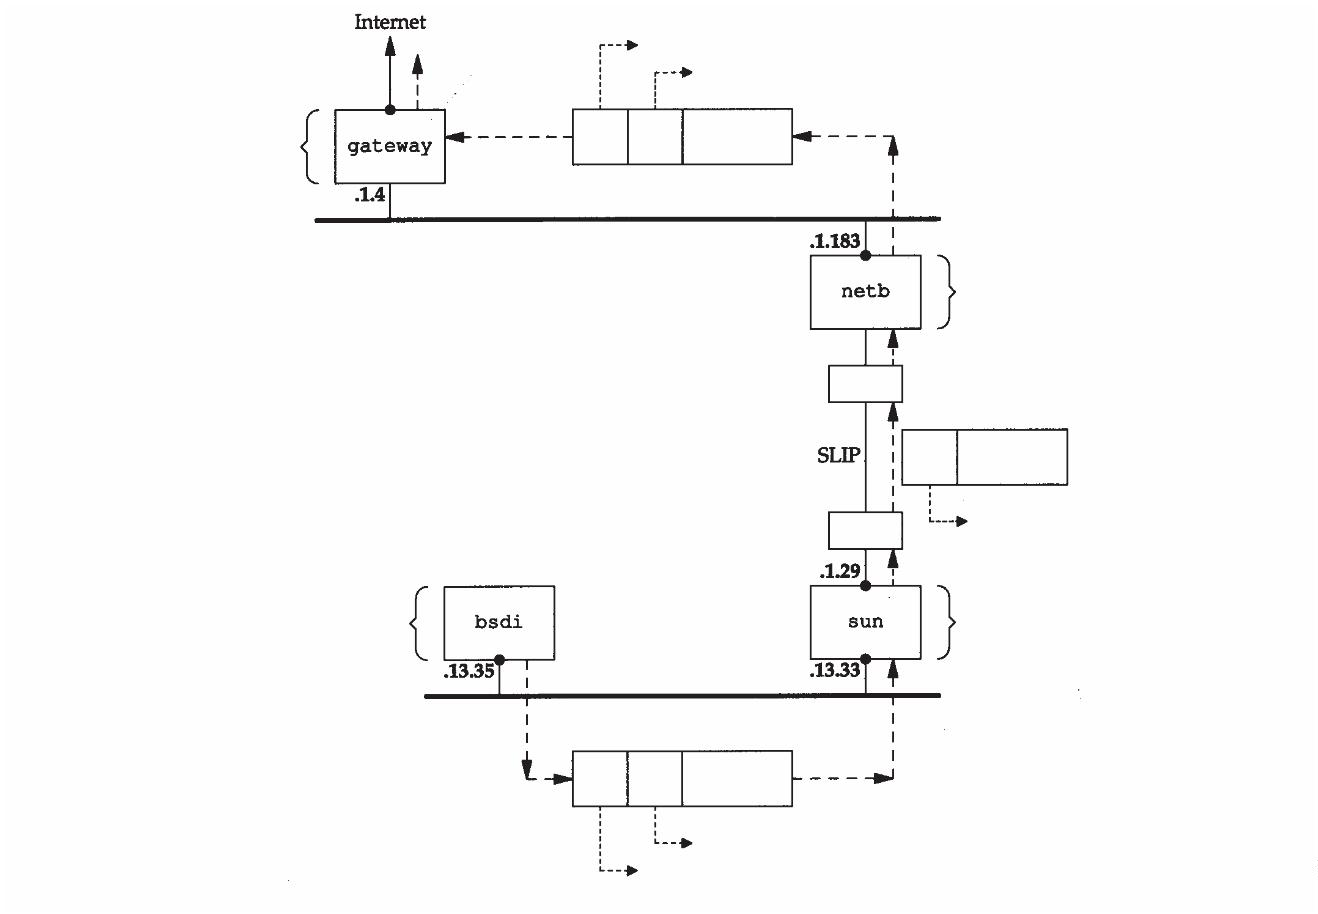 Internet
gateway
.1.4
.1.183
netb
SLIP
.1.29
bsdi
sun
.13.35
.13.33